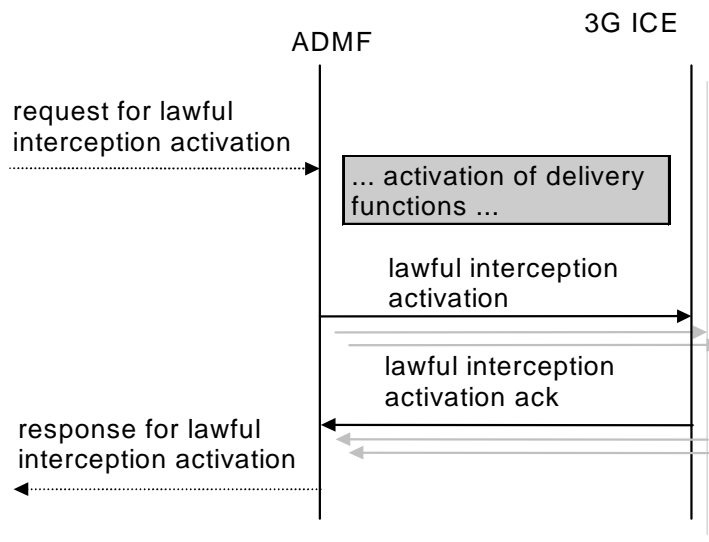 3G ICE
ADMF
request for lawful
interception activation
... activation of delivery
functions ...
lawful interception
activation
lawful interception
activation ack
response for lawful
interception activation